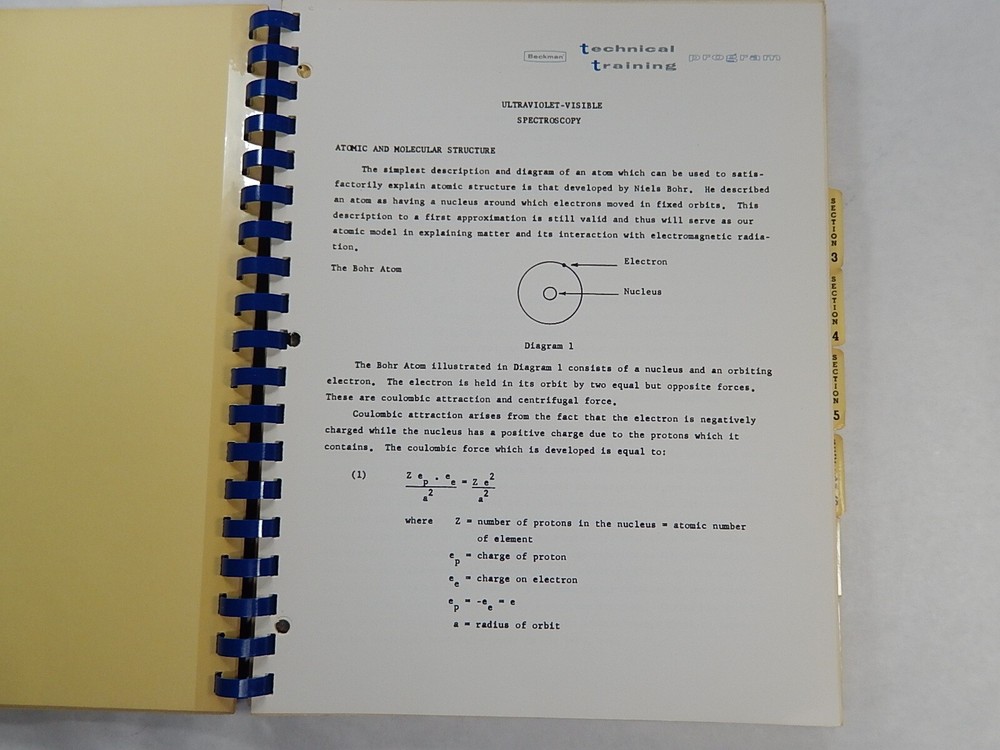 Beckman technical training program
ULTRAVIOLET-VISIBLE
SPECTROSCOPY
ATOMIC AND MOLECULAR STRUCTURE
The simplest description and diagram of an atom which can be used to satis-
factorily explain atomic structure is that developed by Niels Bohr. He described
an atom as having a nucleus around which electrons moved in fixed orbits. This
description to a first approximation is still valid and thus will serve as our
atomic model in explaining matter and its interaction with electromagnetic radia-
tion.
The Bohr Atom
Electron
Nucleus
Diagram 1
The Bohr Atom illustrated in Diagram 1 consists of a nucleus and an orbiting
electron. The electron is held in its orbit by two equal but opposite forces.
These are coulombic attraction and centrifugal force.
Coulombic attraction arises from the fact that the electron is negatively
charged while the nucleus has a positive charge due to the protons which it
contains. The coulombic force which is developed is equal to:
(1) Z e_p . e_e / a^2 = Z e^2 / a^2
where Z = number of protons in the nucleus = atomic number
of element
e_p = charge of proton
e_e = charge on electron
e_p = -e_e = e
a = radius of orbit
SECTION 3
SECTION 4
SECTION 5